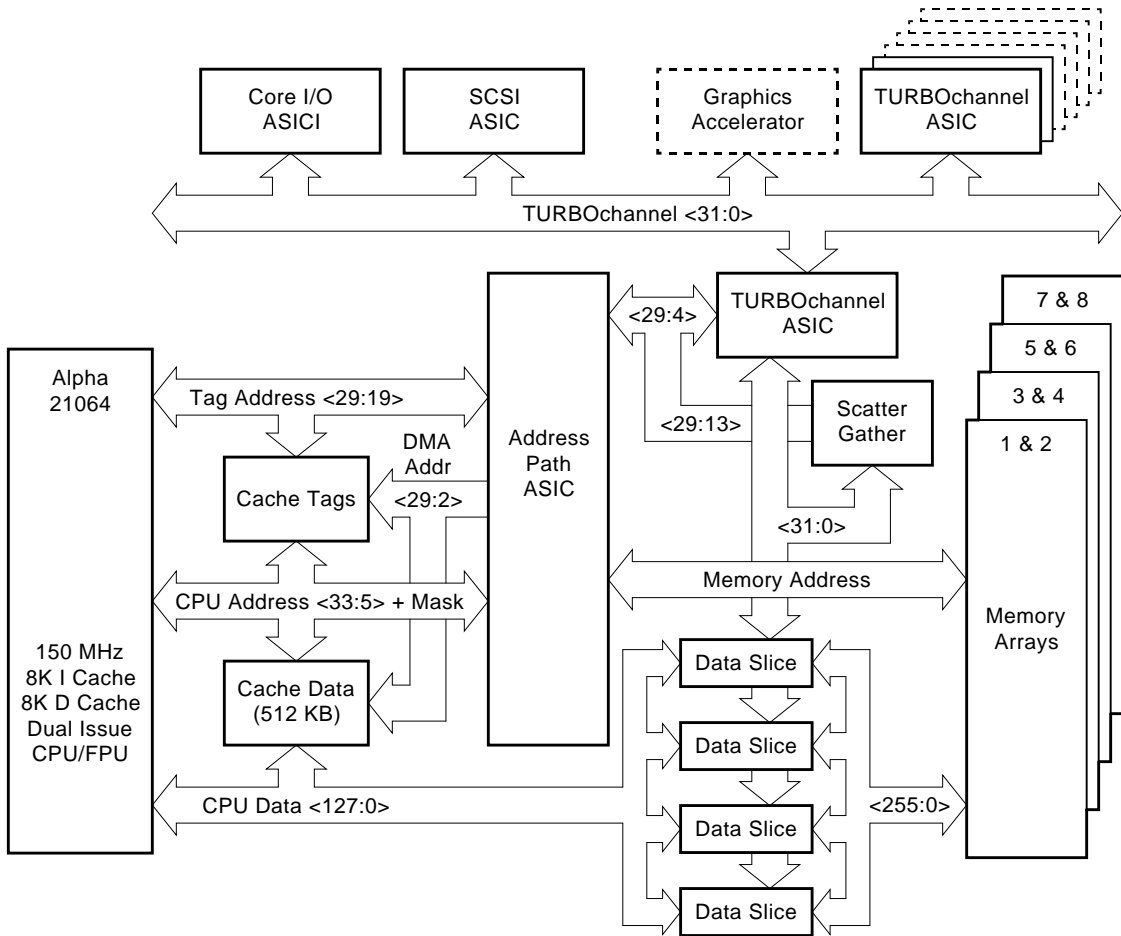 Core I/O
ASICI
SCSI
ASIC
Graphics
Accelerator
TURBOchannel
ASIC
TURBOchannel <31:0>
TURBOchannel
ASIC
<29:4>
7 & 8
5 & 6
3 & 4
1 & 2
Alpha
21064
Tag Address <29:19>
Address
Path
ASIC
<29:13>
Scatter
Gather
DMA
Addr
<29:2>
Cache Tags
<31:0>
Memory Address
CPU Address <33:5> + Mask
Memory
Arrays
150 MHz
8K I Cache
8K D Cache
Dual Issue
CPU/FPU
Cache Data
(512 KB)
Data Slice
Data Slice
CPU Data <127:0>
<255:0>
Data Slice
Data Slice